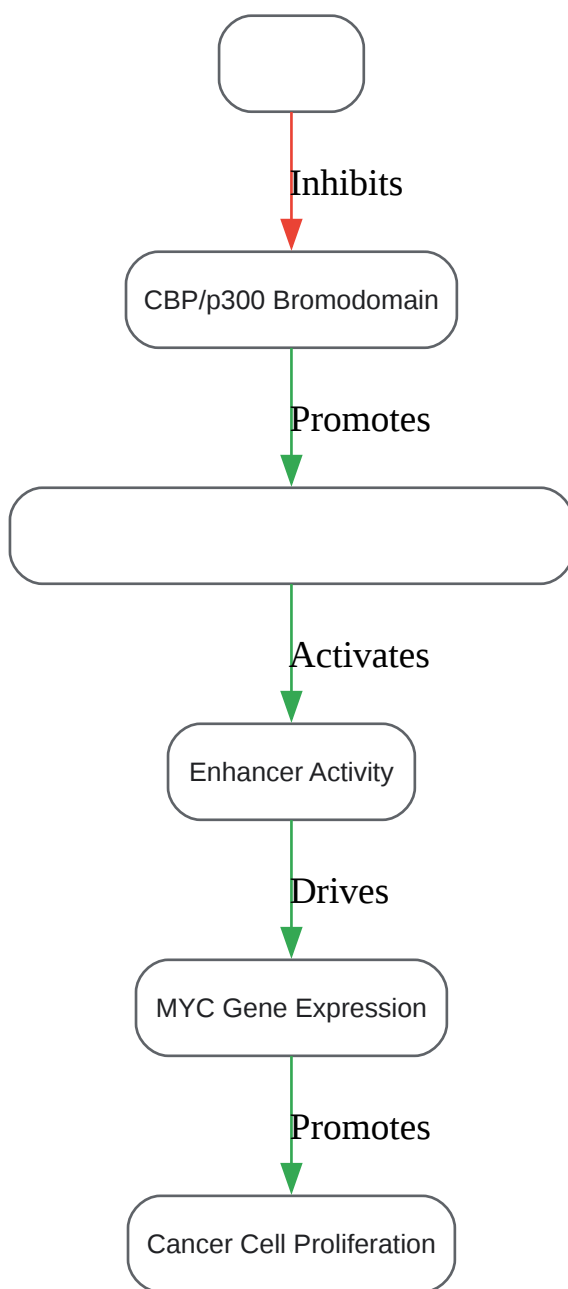 Inhibits
CBP/p300 Bromodomain
Promotes
Activates
Enhancer Activity
Drives
MYC Gene Expression
Promotes
Cancer Cell Proliferation